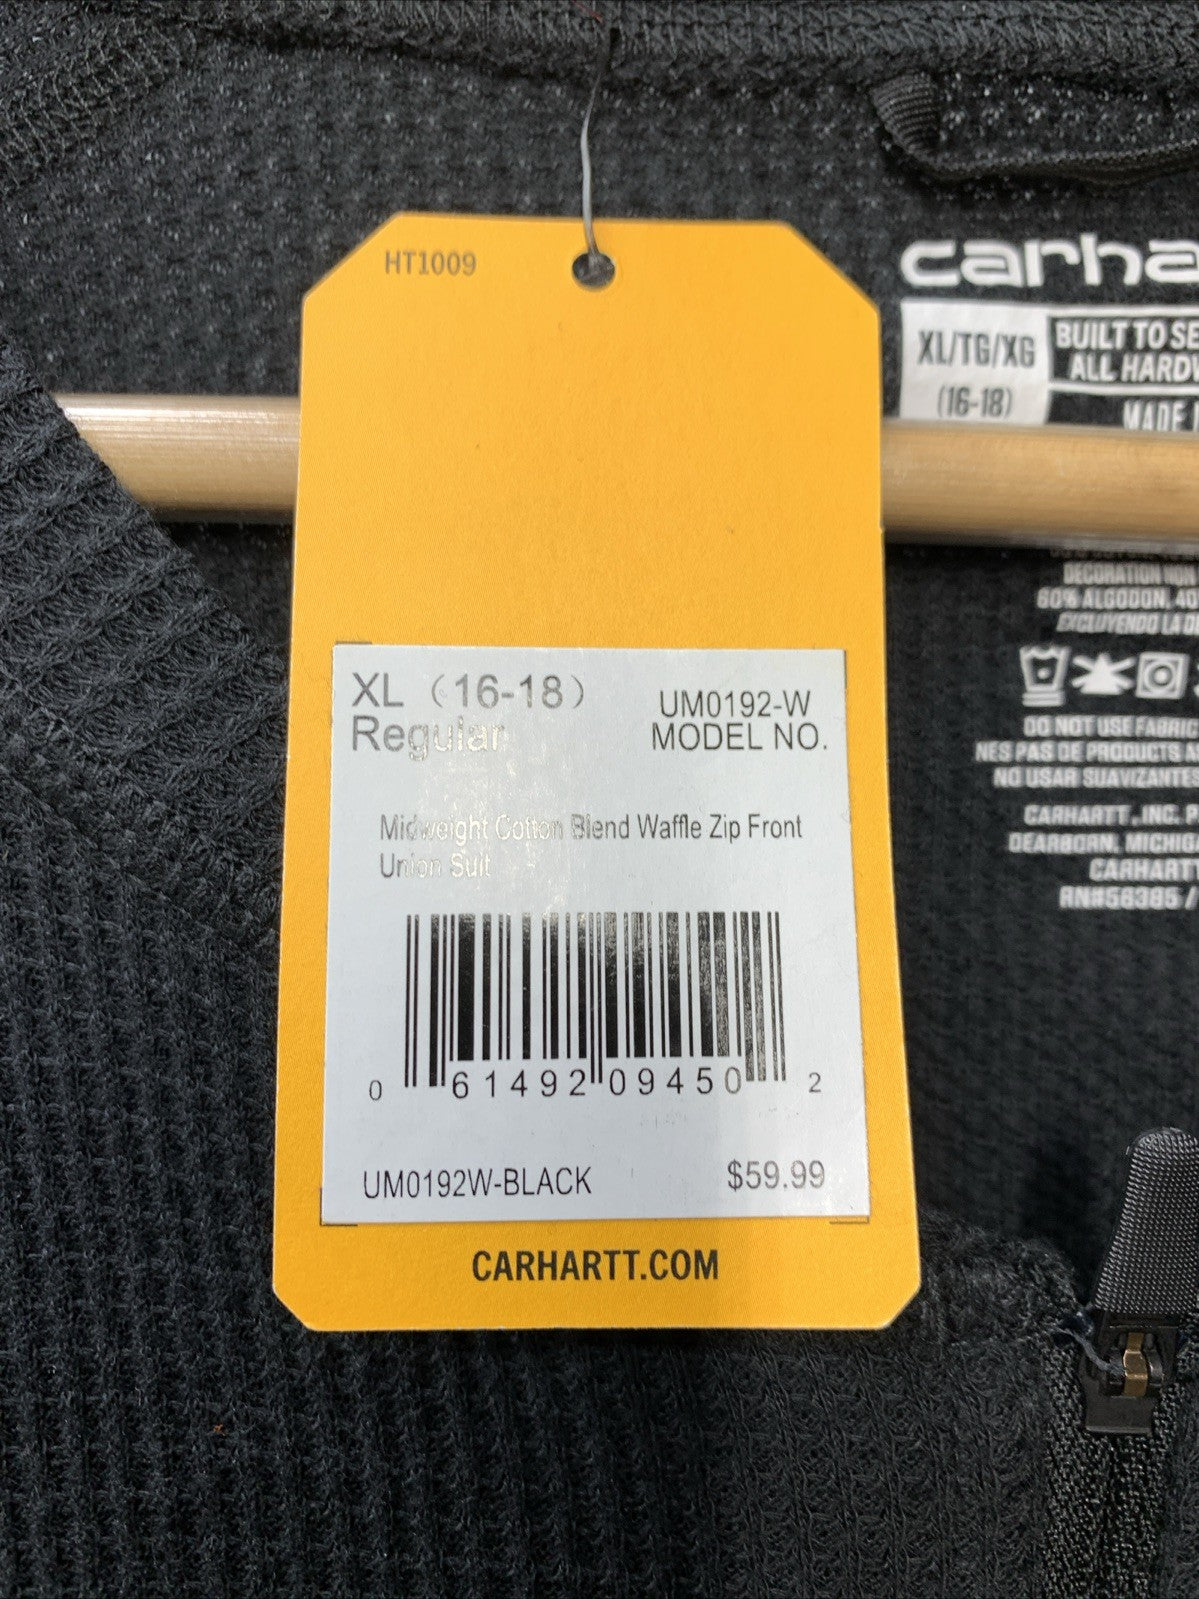 HT1009
carha
XL/TG/XG
(16-18)
BUILT TO SE
ALL HARDW
MADE
DECORATION NON
60% ALGODON, 40
EXCLUYENDO LA D
DO NOT USE FABRIC
NES PAS DE PRODUCTS
NO USAR SUAVIZANTES
CARHARTT, INC. P
DEARBORN, MICHIGA
CARHARTT
RN#56385 /
XL (16-18)
Regular
UM0192-W
MODEL NO.
Midweight Cotton Blend Waffle Zip Front
Union Suit
0 61492 09450 2
UM0192W-BLACK
$59.99
CARHARTT.COM